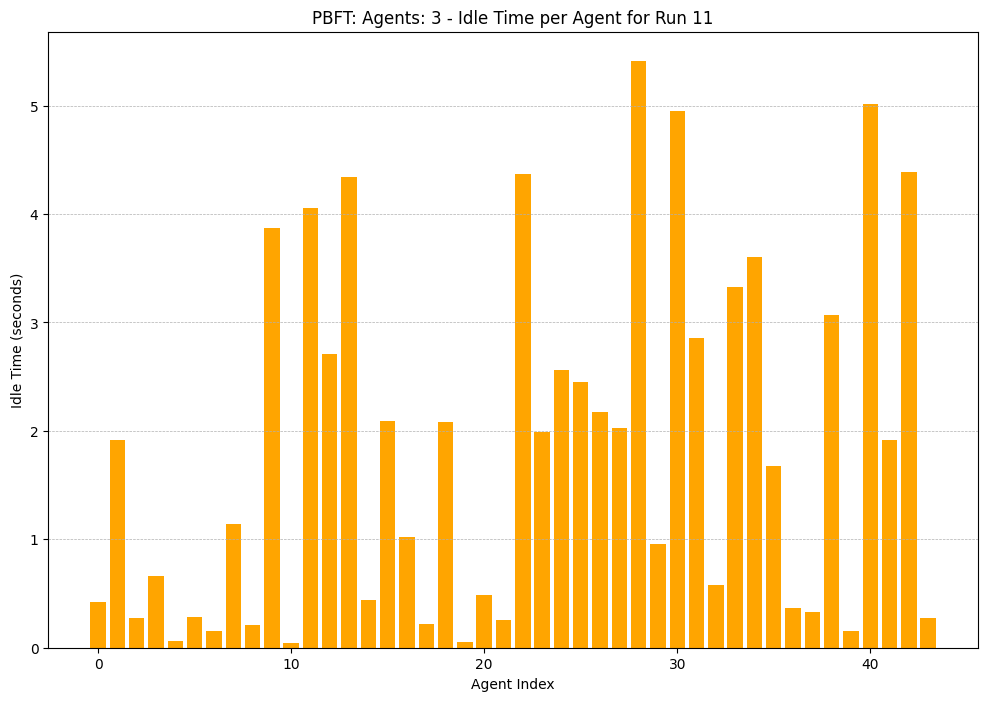 PBFT: Agents: 3 - Idle Time per Agent for Run 11
Idle Time (seconds)
5
4
3
2
1
0
0 10 20 30 40
Agent Index